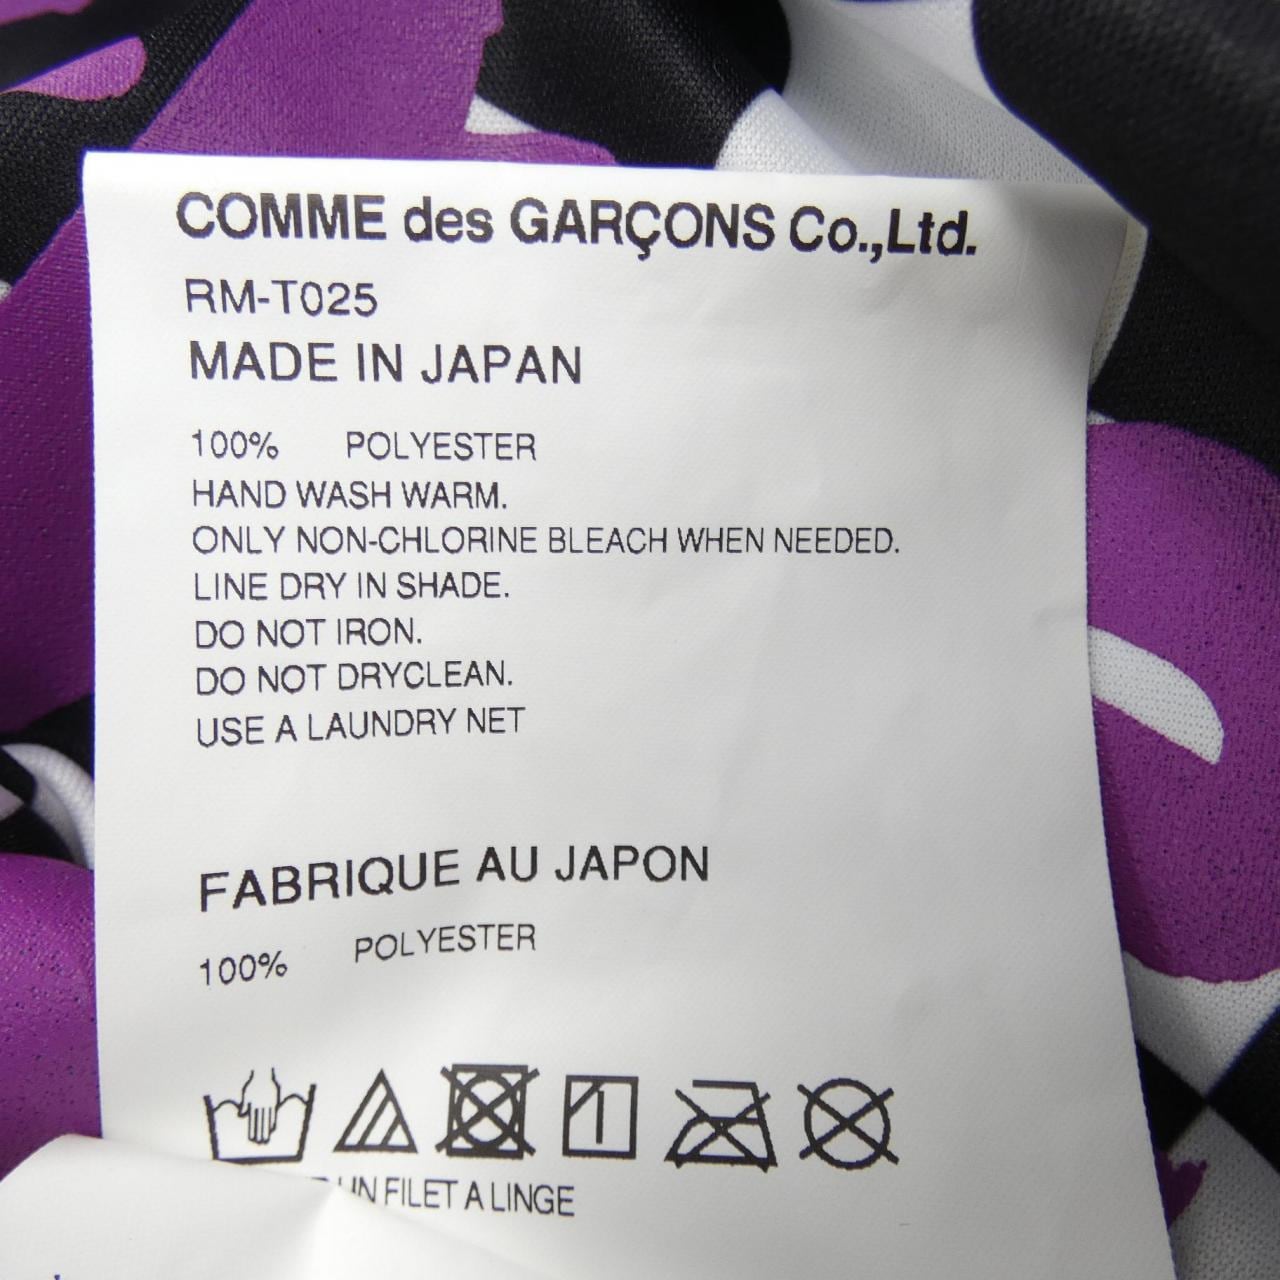 COMME des GARÇONS Co.,Ltd.
RM-T025
MADE IN JAPAN
100% POLYESTER
HAND WASH WARM.
ONLY NON-CHLORINE BLEACH WHEN NEEDED.
LINE DRY IN SHADE.
DO NOT IRON.
DO NOT DRYCLEAN.
USE A LAUNDRY NET
FABRIQUE AU JAPON
100% POLYESTER
UN FILET A LINGE